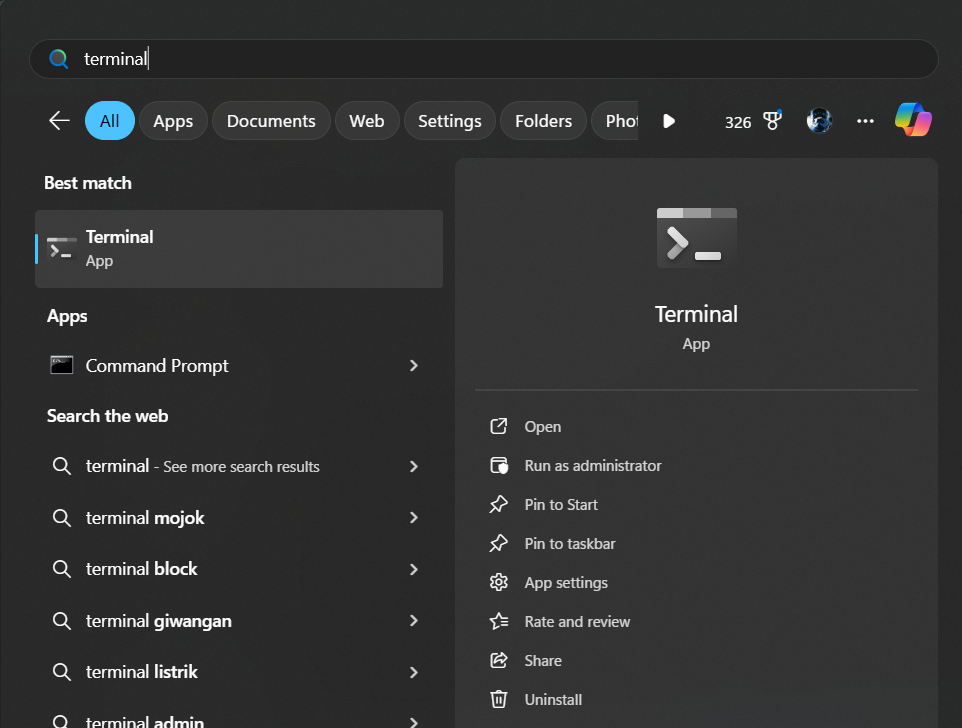 terminal
All Apps Documents Web Settings Folders Pho 326
Best match
Terminal
App
Apps
Command Prompt
Search the web
terminal - See more search results
terminal mojok
terminal block
terminal giwangan
terminal listrik
terminal admin
Terminal
App
Open
Run as administrator
Pin to Start
Pin to taskbar
App settings
Rate and review
Share
Uninstall